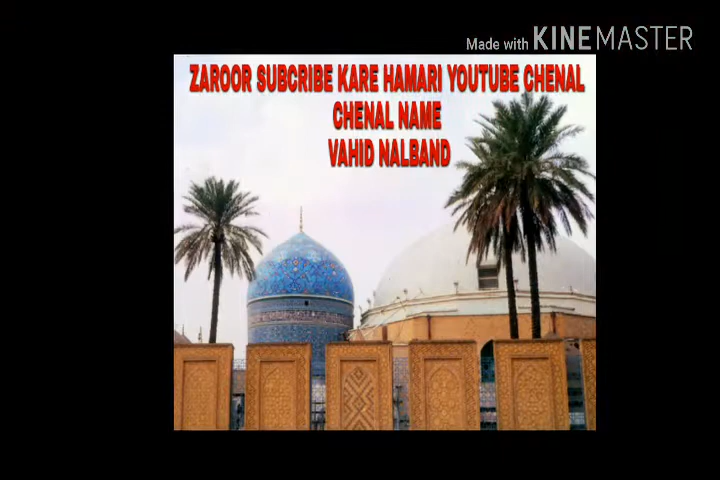 Made with KINEMASTER
ZAROOR SUBCRIBE KARE HAMARI YOUTUBE CHENAL
CHENAL NAME
VAHID NALBAND